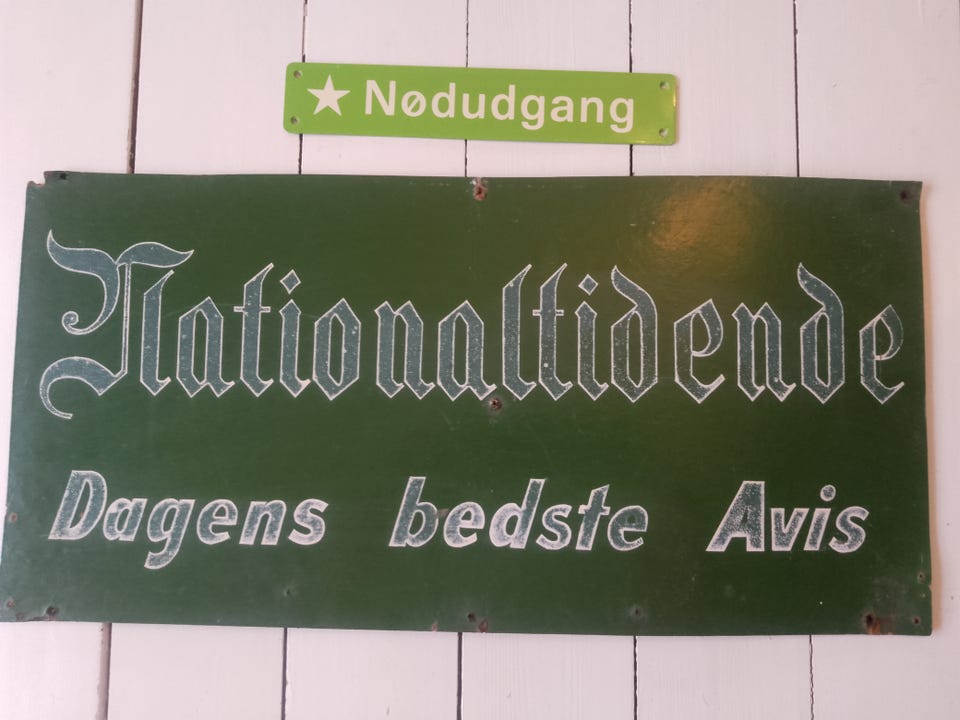 ★ Nødudgang
Nationaltidende
Dagens bedste Avis